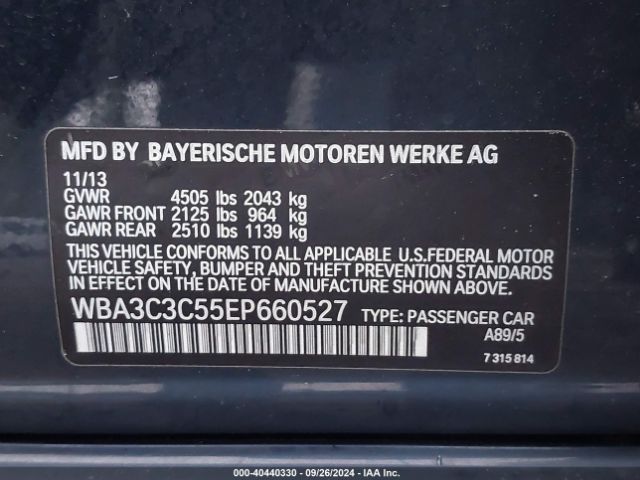 MFD BY BAYERISCHE MOTOREN WERKE AG
11/13
GVWR 4505 lbs 2043 kg
GAWR FRONT 2125 lbs 964 kg
GAWR REAR 2510 lbs 1139 kg
THIS VEHICLE CONFORMS TO ALL APPLICABLE U.S.FEDERAL MOTOR
VEHICLE SAFETY, BUMPER AND THEFT PREVENTION STANDARDS
IN EFFECT ON THE DATE OF MANUFACTURE SHOWN ABOVE.
WBA3C3C55EP660527 TYPE: PASSENGER CAR
A89/5
7 315 814
000-40440330 - 09/26/2024 - IAA Inc.